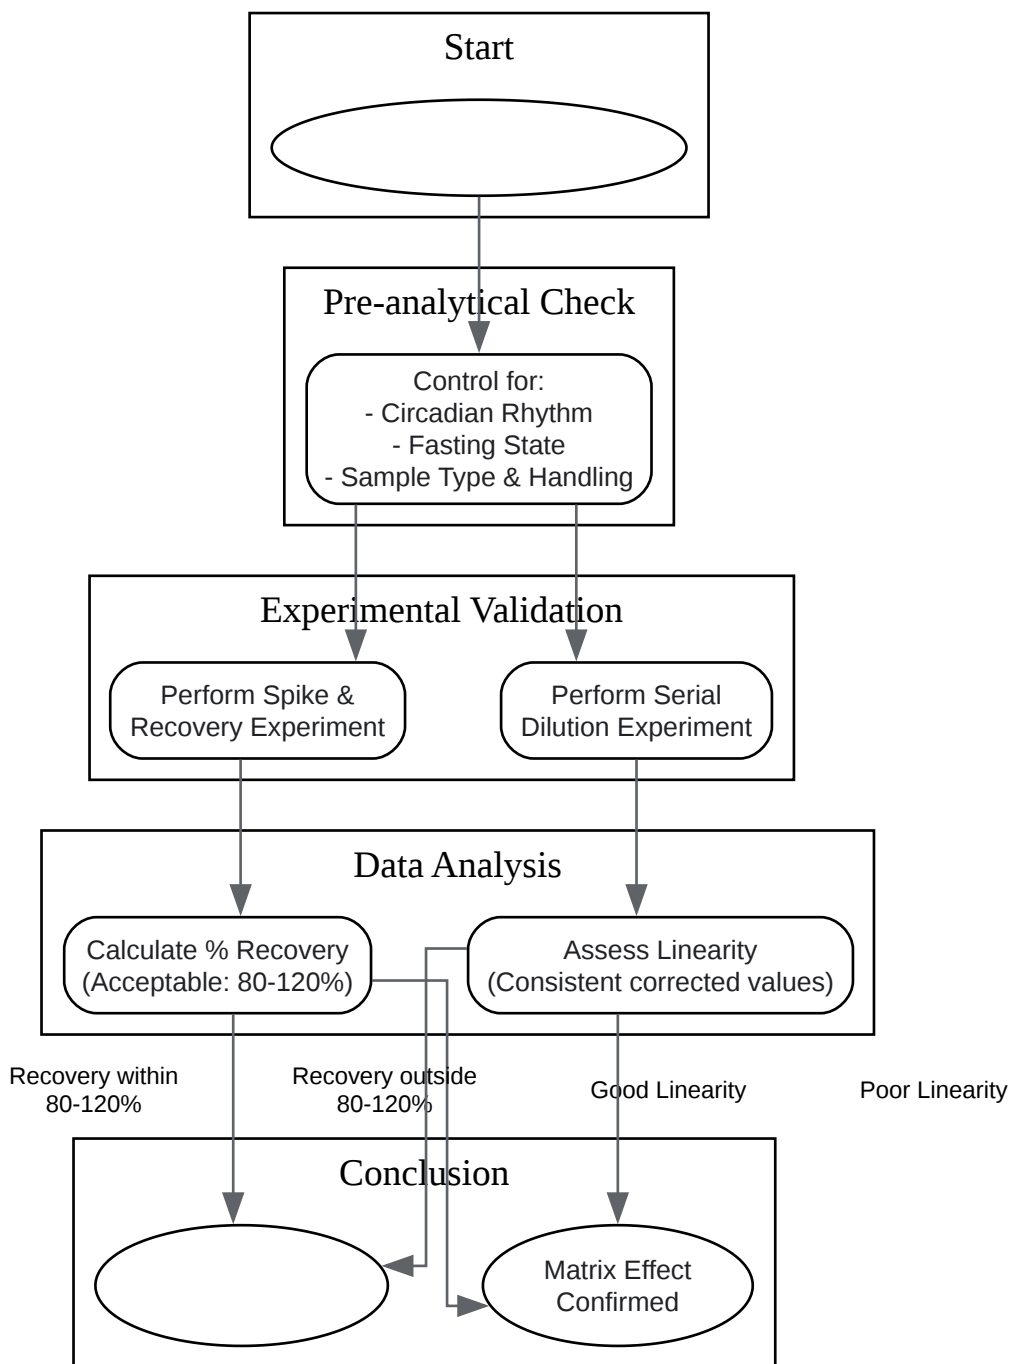 Start
Pre-analytical Check
Control for:
- Circadian Rhythm
- Fasting State
- Sample Type & Handling
Experimental Validation
Perform Spike &
Recovery Experiment
Perform Serial
Dilution Experiment
Data Analysis
Calculate % Recovery
(Acceptable: 80-120%)
Assess Linearity
(Consistent corrected values)
Recovery within
80-120%
Recovery outside
80-120%
Good Linearity
Poor Linearity
Conclusion
Matrix Effect
Confirmed